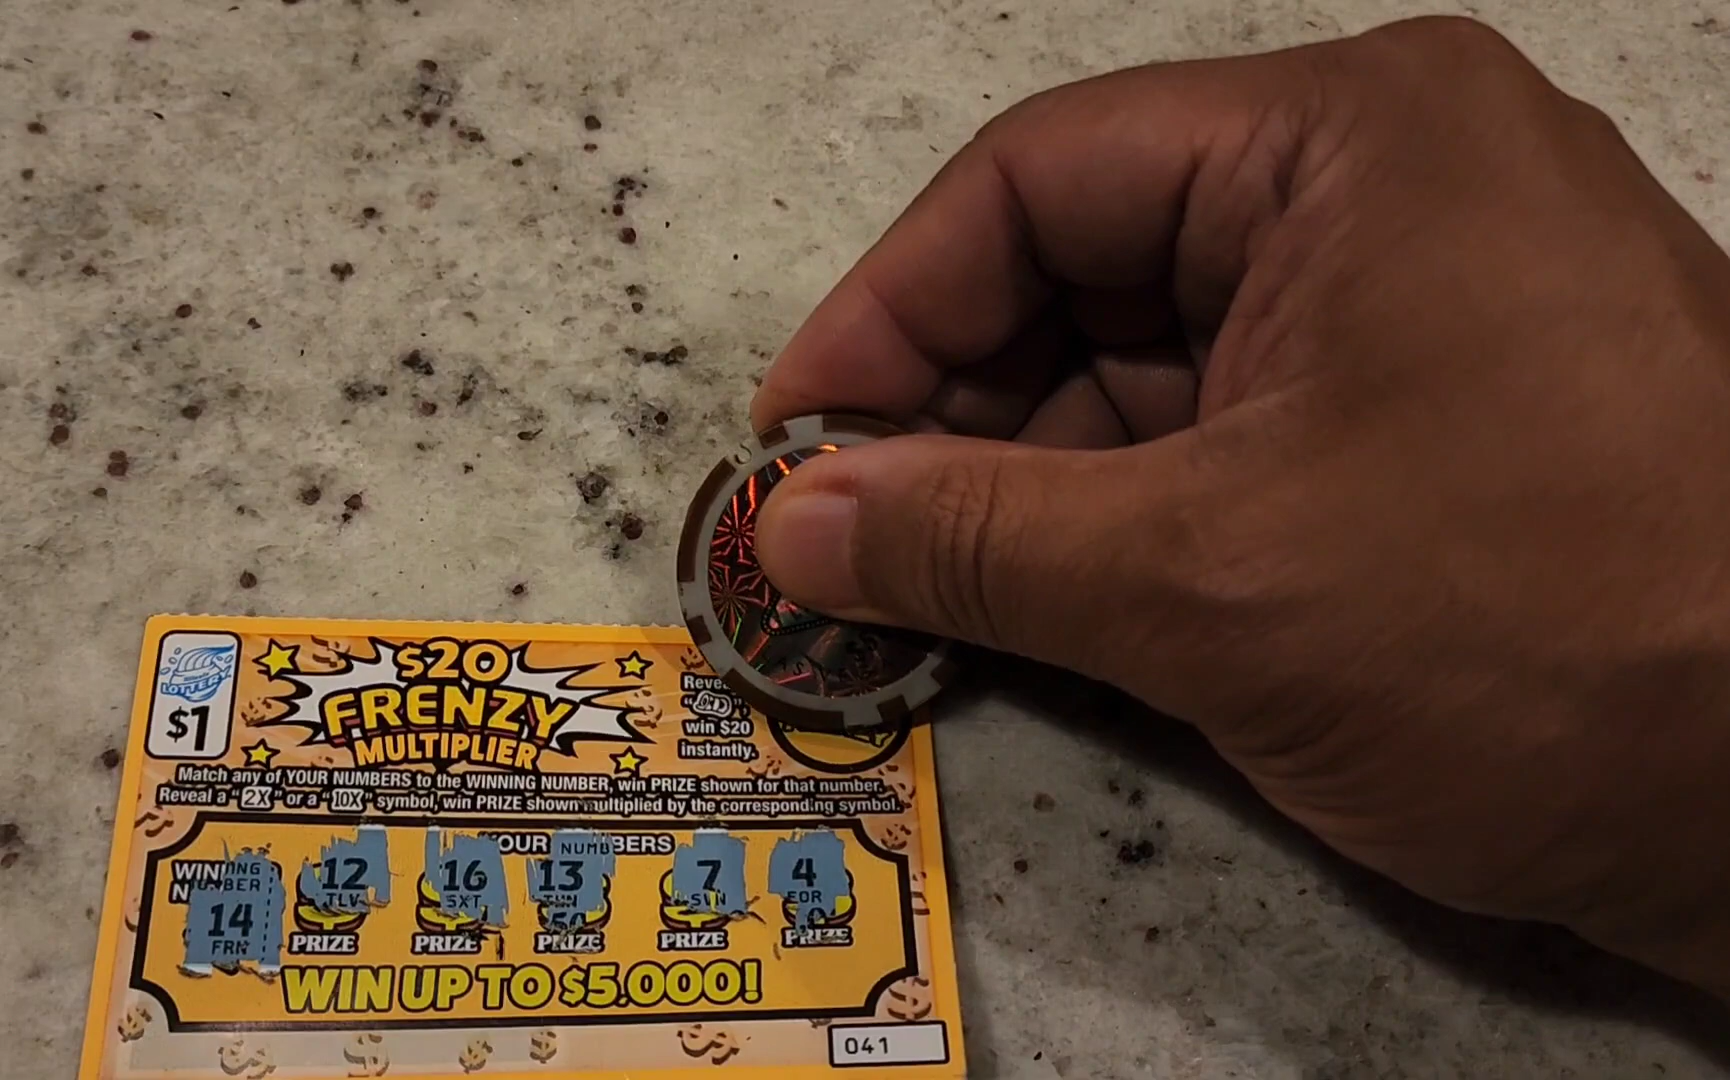 Illinois
LOTTERY
$1
$20
FRENZY
MULTIPLIER
win $20
instantly.
Match any of YOUR NUMBERS to the WINNING NUMBER, win PRIZE shown for that number.
Reveal a "2X" or a "10X" symbol, win PRIZE shown multiplied by the corresponding symbol.
YOUR NUMBERS
WINNING
NUMBER
14
FRN
12 16 13 7 4
TLV SXT THN SVN FOR
PRIZE PRIZE PRIZE PRIZE PRIZE
WIN UP TO $5,000!
041